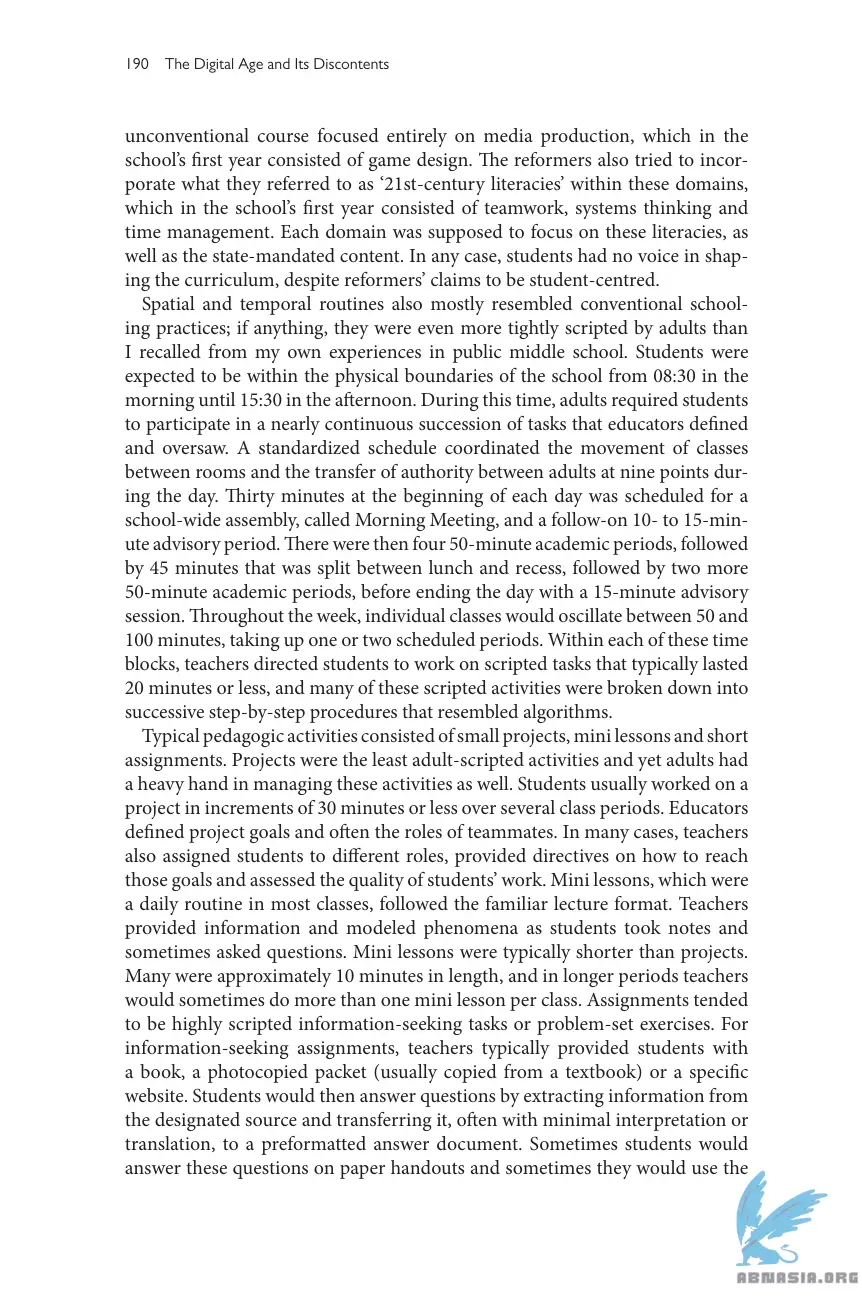 190 The Digital Age and Its Discontents
unconventional course focused entirely on media production, which in the
school’s first year consisted of game design. The reformers also tried to incor-
porate what they referred to as ‘21st-century literacies’ within these domains,
which in the school’s first year consisted of teamwork, systems thinking and
time management. Each domain was supposed to focus on these literacies, as
well as the state-mandated content. In any case, students had no voice in shap-
ing the curriculum, despite reformers’ claims to be student-centred.
Spatial and temporal routines also mostly resembled conventional school-
ing practices; if anything, they were even more tightly scripted by adults than
I recalled from my own experiences in public middle school. Students were
expected to be within the physical boundaries of the school from 08:30 in the
morning until 15:30 in the afternoon. During this time, adults required students
to participate in a nearly continuous succession of tasks that educators defined
and oversaw. A standardized schedule coordinated the movement of classes
between rooms and the transfer of authority between adults at nine points dur-
ing the day. Thirty minutes at the beginning of each day was scheduled for a
school-wide assembly, called Morning Meeting, and a follow-on 10- to 15-min-
ute advisory period. There were then four 50-minute academic periods, followed
by 45 minutes that was split between lunch and recess, followed by two more
50-minute academic periods, before ending the day with a 15-minute advisory
session. Throughout the week, individual classes would oscillate between 50 and
100 minutes, taking up one or two scheduled periods. Within each of these time
blocks, teachers directed students to work on scripted tasks that typically lasted
20 minutes or less, and many of these scripted activities were broken down into
successive step-by-step procedures that resembled algorithms.
Typical pedagogic activities consisted of small projects, mini lessons and short
assignments. Projects were the least adult-scripted activities and yet adults had
a heavy hand in managing these activities as well. Students usually worked on a
project in increments of 30 minutes or less over several class periods. Educators
defined project goals and often the roles of teammates. In many cases, teachers
also assigned students to different roles, provided directives on how to reach
those goals and assessed the quality of students’ work. Mini lessons, which were
a daily routine in most classes, followed the familiar lecture format. Teachers
provided information and modeled phenomena as students took notes and
sometimes asked questions. Mini lessons were typically shorter than projects.
Many were approximately 10 minutes in length, and in longer periods teachers
would sometimes do more than one mini lesson per class. Assignments tended
to be highly scripted information-seeking tasks or problem-set exercises. For
information-seeking assignments, teachers typically provided students with
a book, a photocopied packet (usually copied from a textbook) or a specific
website. Students would then answer questions by extracting information from
the designated source and transferring it, often with minimal interpretation or
translation, to a preformatted answer document. Sometimes students would
answer these questions on paper handouts and sometimes they would use the
ABNASIA.ORG